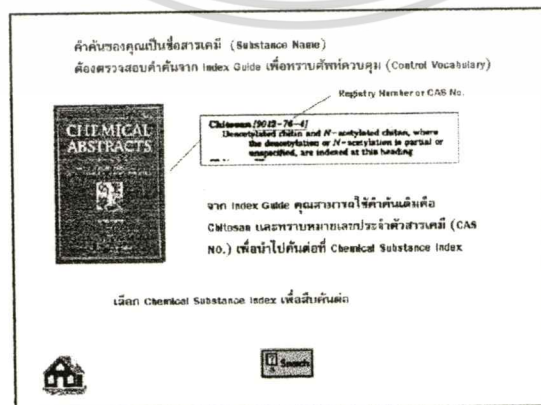 คำค้นของคุณเป็นชื่อสารเคมี (Substance Name)
ต้องตรวจสอบคำค้นจาก Index Guide เพื่อทราบศัพท์ควบคุม (Control Vocabulary)
Registry Number or CAS No.
CHEMICAL
ABSTRACTS
Chitosan [9012-76-4]
Deacetylated chitin and N-acetylated chitan, where
the deacetylation or N-acetylation is partial or
unspecified, are indexed at this heading
จาก Index Guide คุณสามารถใช้คำค้นเดิมคือ
Chitosan และทราบหมายเลขประจำตัวสารเคมี (CAS
NO.) เพื่อนำไปค้นต่อที่ Chemical Substance Index
เลือก Chemical Substance Index เพื่อสืบค้นต่อ
Search